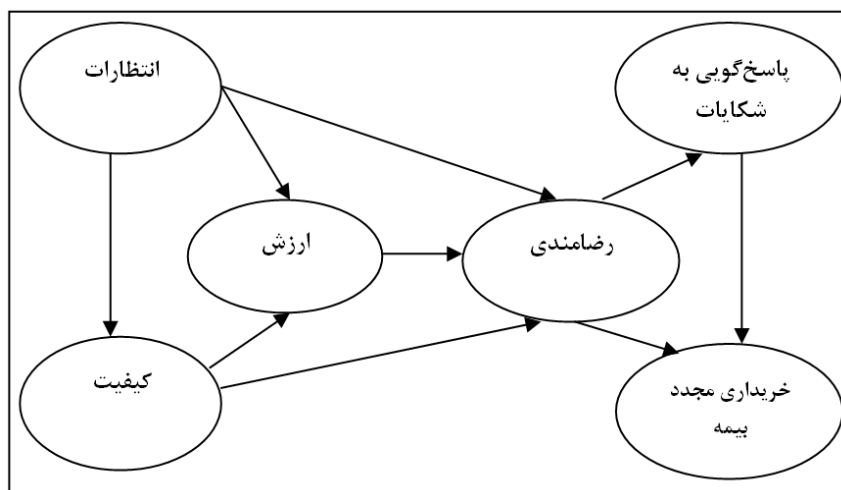 انتظارات
پاسخ‌گویی به
شکایات
ارزش
رضامندی
کیفیت
خریداری مجدد
بیمه